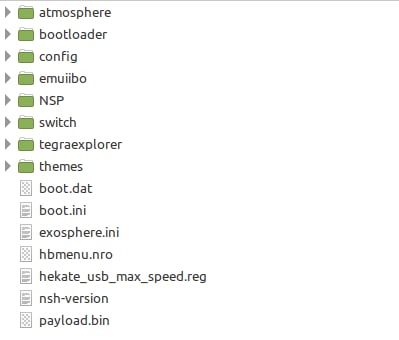 atmosphere
bootloader
config
emuiibo
NSP
switch
tegraexplorer
themes
boot.dat
boot.ini
exosphere.ini
hbmenu.nro
hekate_usb_max_speed.reg
nsh-version
payload.bin